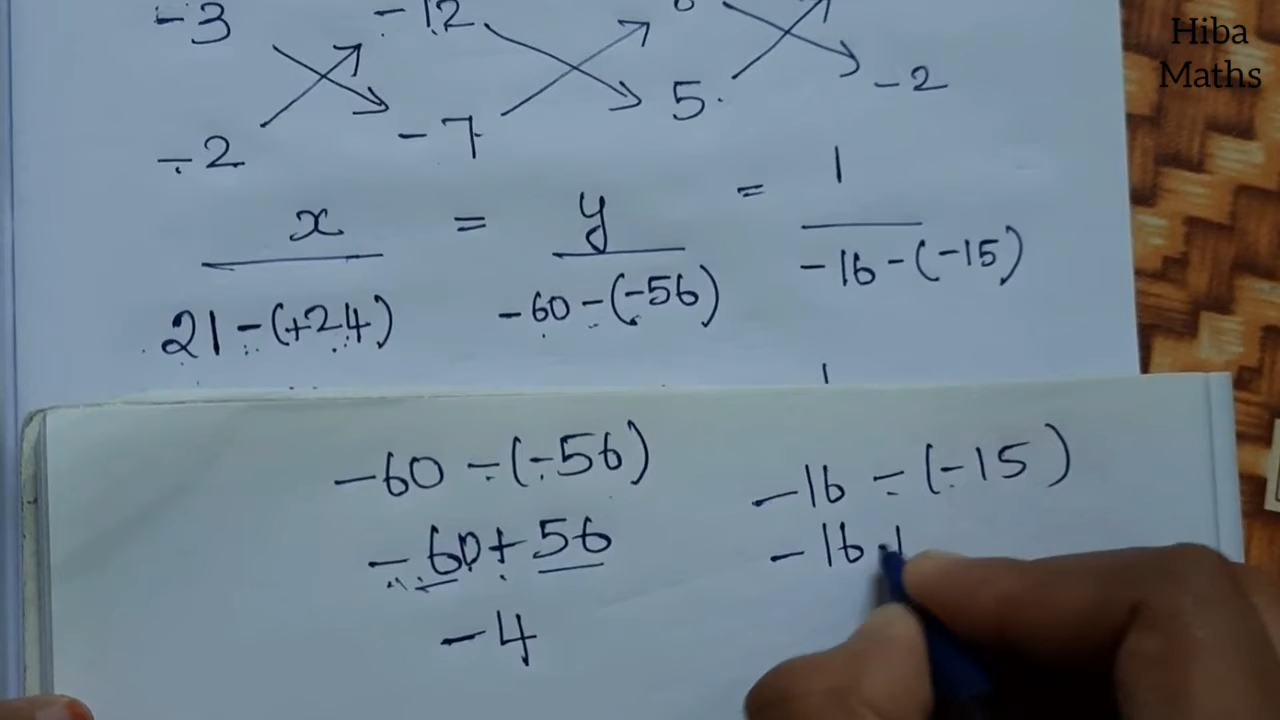 Hiba
Maths
-3 -12
-2 -7 5 -2
x = y = 1
21-(+24) -60-(-56) -16-(-15)
1
-60-(-56) -16-(-15)
-60+56 -16
-4